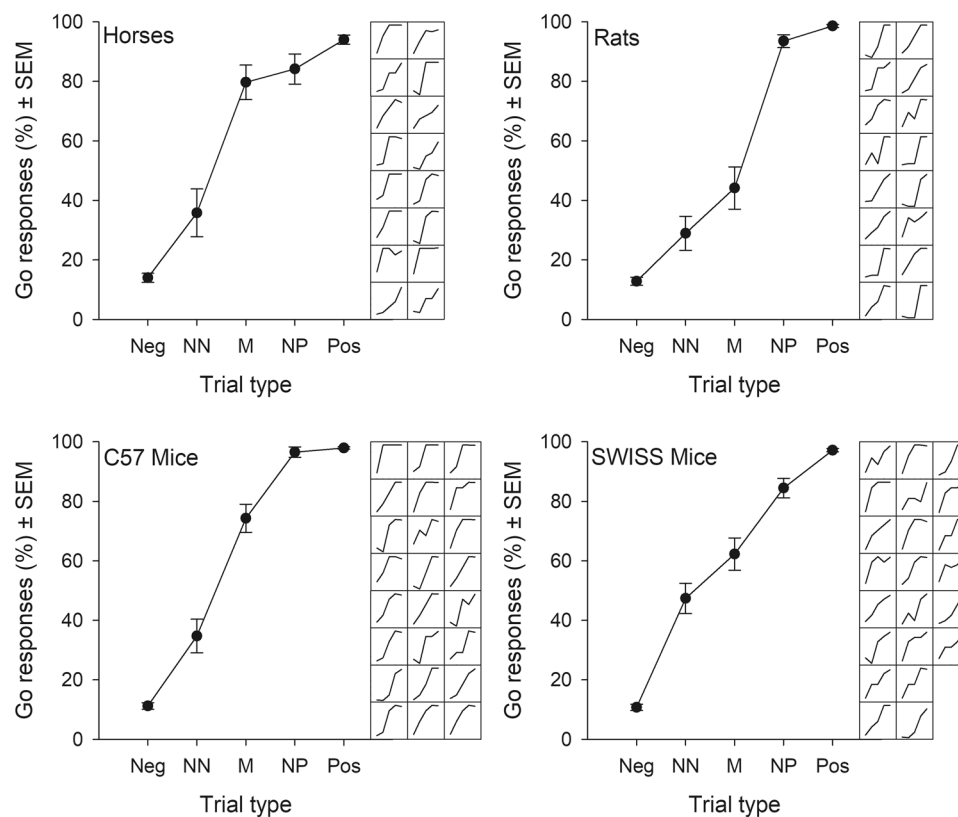 Horses
Go responses (%) ± SEM
100
80
60
40
20
0
Neg NN M NP Pos
Trial type
Rats
Go responses (%) ± SEM
100
80
60
40
20
0
Neg NN M NP Pos
Trial type
C57 Mice
Go responses (%) ± SEM
100
80
60
40
20
0
Neg NN M NP Pos
Trial type
SWISS Mice
Go responses (%) ± SEM
100
80
60
40
20
0
Neg NN M NP Pos
Trial type